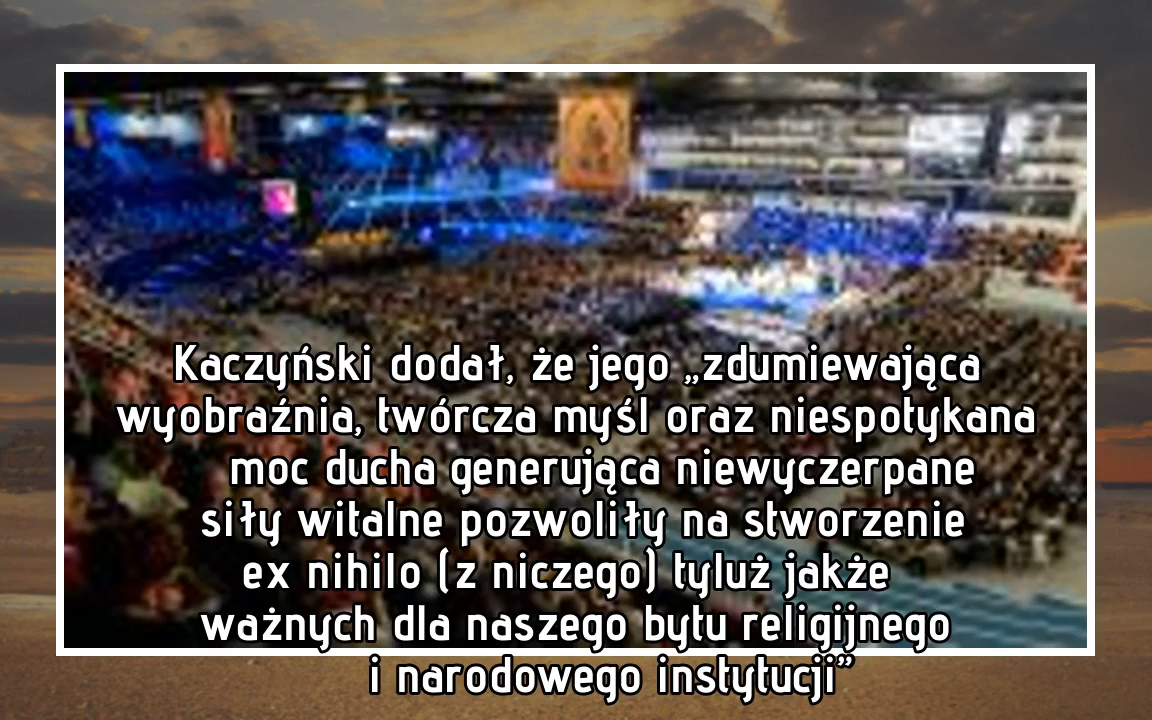 Kaczyński dodał, że jego „zdumiewająca
wyobraźnia, twórcza myśl oraz niespotykana
moc ducha generująca niewyczerpane
siły witalne pozwoliły na stworzenie
ex nihilo (z niczego) tyluż jakże
ważnych dla naszego bytu religijnego
i narodowego instytucji”